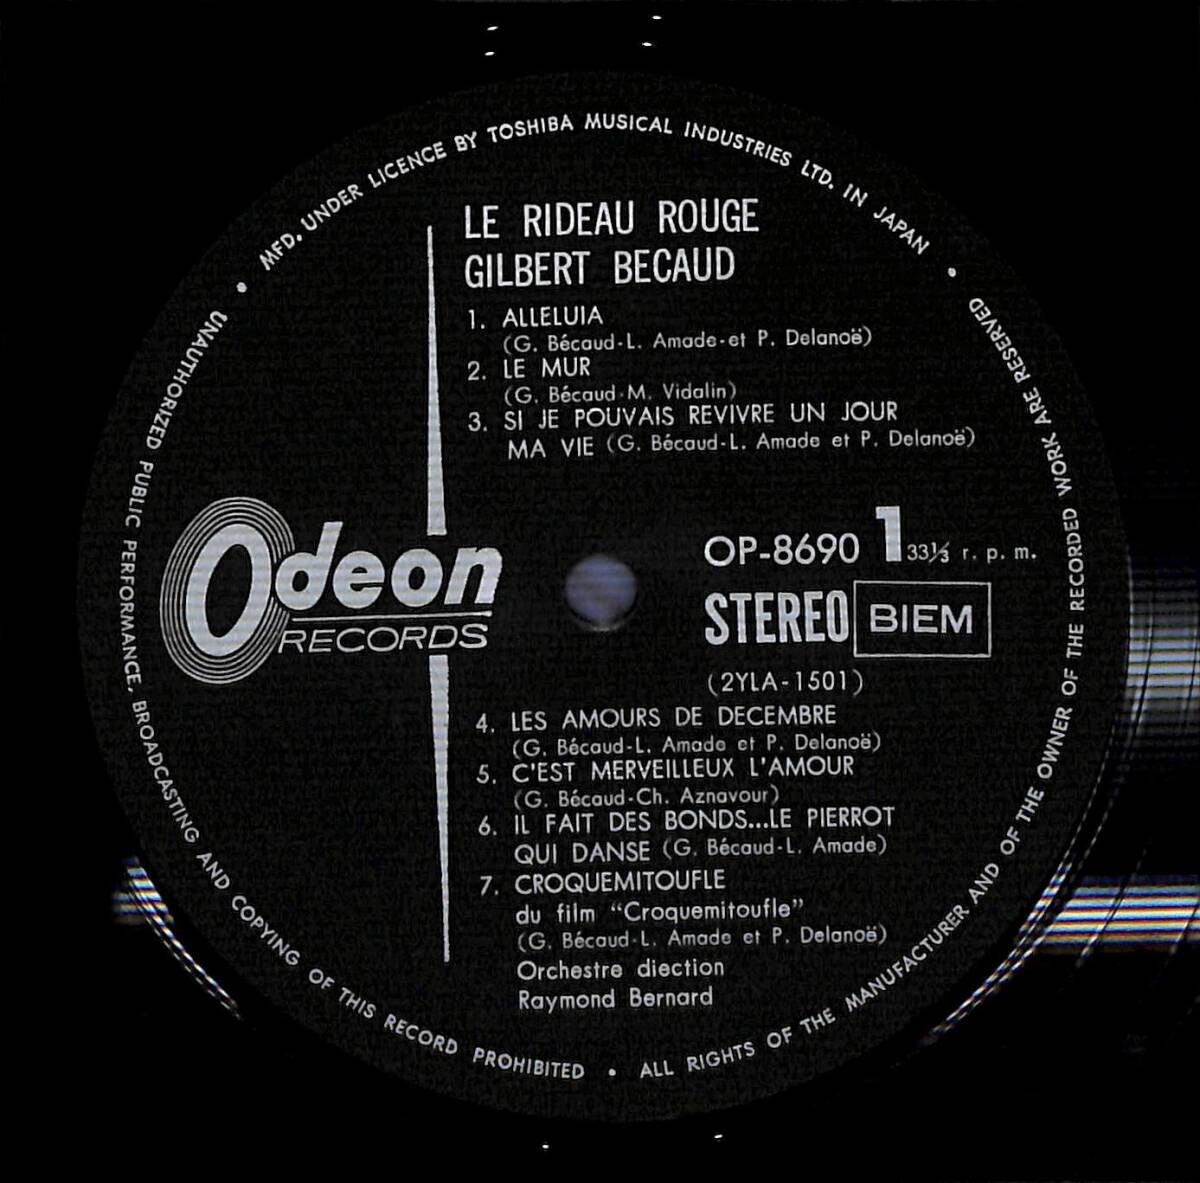 MFD. UNDER LICENCE BY TOSHIBA MUSICAL INDUSTRIES LTD. IN JAPAN
LE RIDEAU ROUGE
GILBERT BECAUD
1. ALLELUIA
(G. Bécaud-L. Amade-et P. Delanoë)
2. LE MUR
(G. Bécaud-M. Vidalin)
3. SI JE POUVAIS REVIVRE UN JOUR
MA VIE (G. Bécaud-L. Amade et P. Delanoë)
Odeon
RECORDS
OP-8690 1 33⅓ r. p. m.
STEREO BIEM
(2YLA-1501)
4. LES AMOURS DE DECEMBRE
(G. Bécaud-L. Amade et P. Delanoë)
5. C'EST MERVEILLEUX L'AMOUR
(G. Bécaud-Ch. Aznavour)
6. IL FAIT DES BONDS...LE PIERROT
QUI DANSE (G. Bécaud-L. Amade)
7. CROQUEMITOUFLE
du film "Croquemitoufle"
(G. Bécaud-L. Amade et P. Delanoë)
Orchestre diection
Raymond Bernard
• ALL RIGHTS OF THE MANUFACTURER AND OF THE OWNER OF THE RECORDED WORK ARE RESERVED •
UNAUTHORIZED PUBLIC PERFORMANCE, BROADCASTING AND COPYING OF THIS RECORD PROHIBITED •